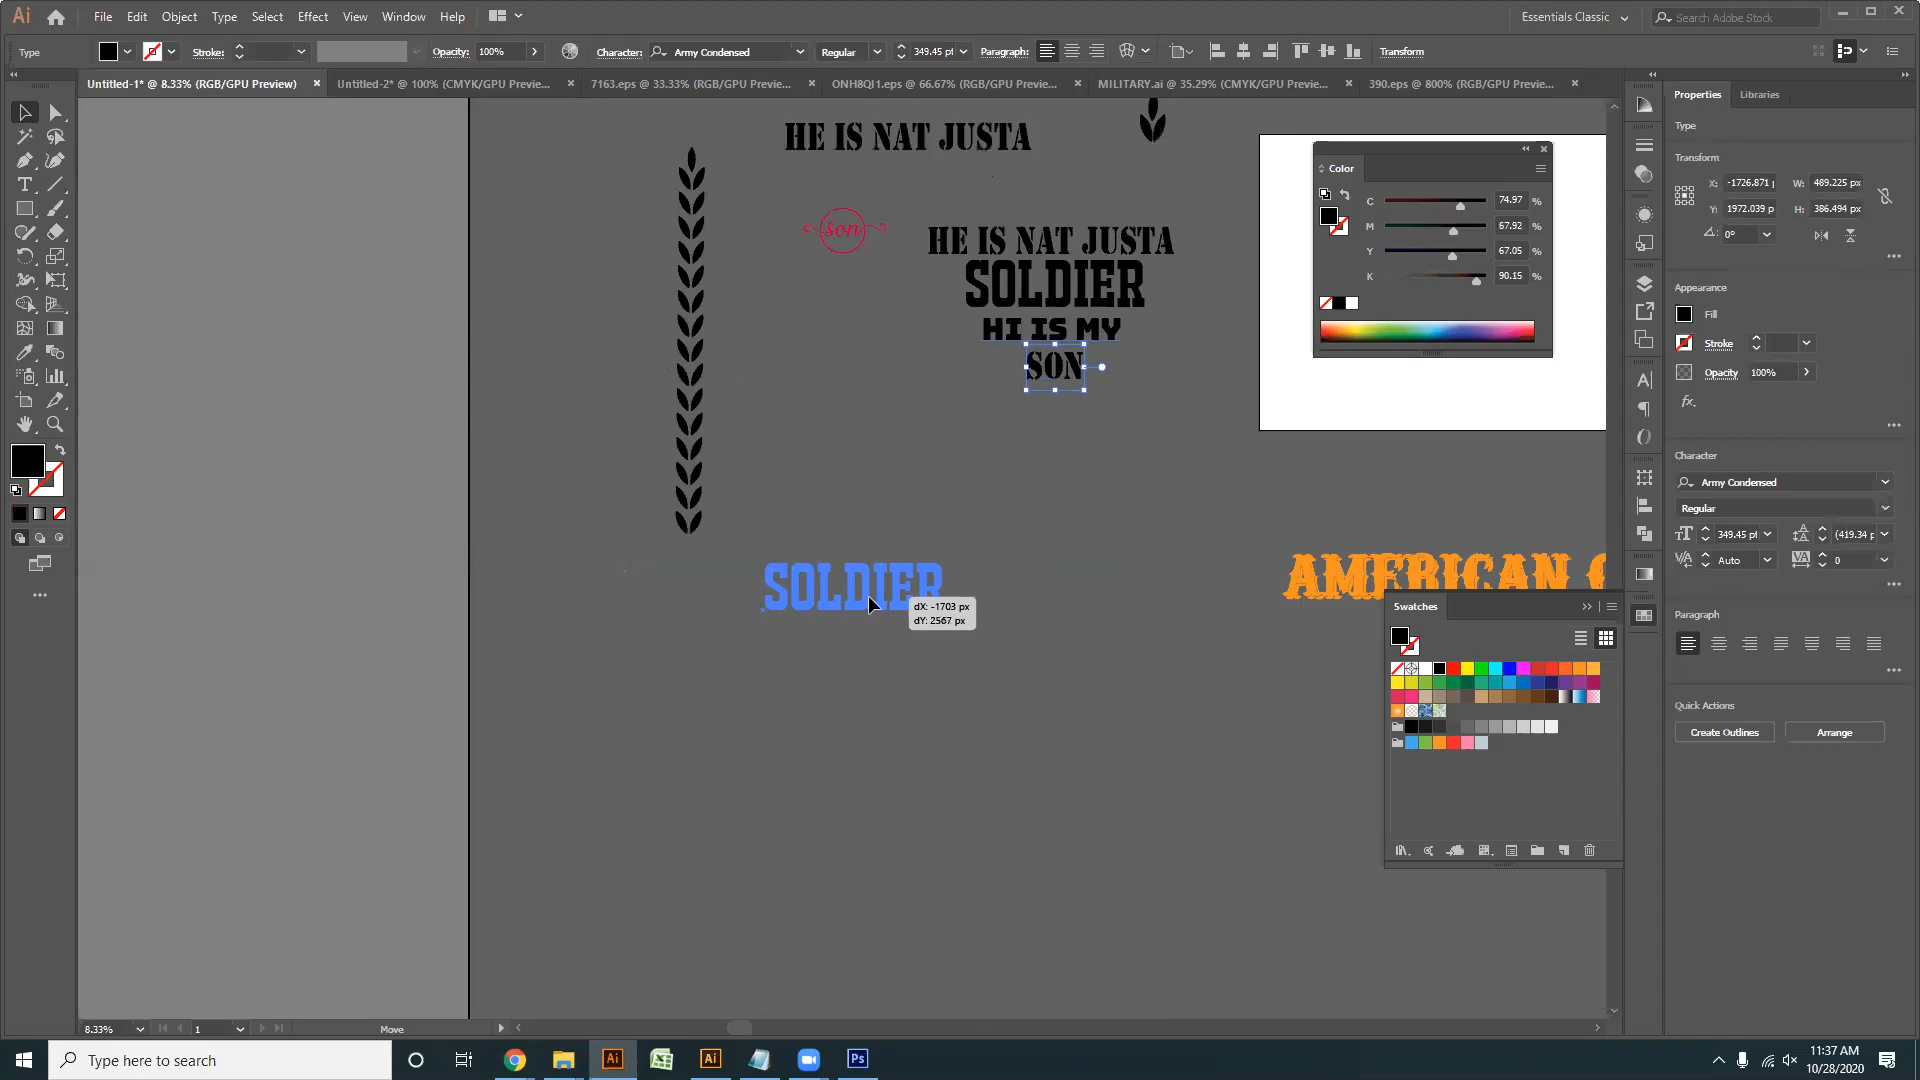 Ai File Edit Object Type Select Effect View Window Help Essentials Classic Search Adobe Stock
Type Stroke: Opacity: 100% Character: Army Condensed Regular 349.45 pt Paragraph: Transform
Untitled-1* @ 8.33% (RGB/GPU Preview) Untitled-2* @ 100% (CMYK/GPU Previe... 7163.eps @ 33.33% (RGB/GPU Previe... ONH8QJ1.eps @ 66.67% (RGB/GPU Previe... MILITARY.ai @ 35.29% (CMYK/GPU Previe... 390.eps @ 800% (RGB/GPU Previe...
HE IS NAT JUSTA
son
HE IS NAT JUSTA
SOLDIER
HI IS MY
SON
SOLDIER
dX: -1703 px
dY: 2567 px
AMERICAN
Color
C 74.97 %
M 67.92 %
Y 67.05 %
K 90.15 %
Swatches
Properties Libraries
Type
Transform
X: -1726.871 W: 489.225 px
Y: 1972.039 p H: 386.494 px
0°
Appearance
Fill
Stroke
Opacity 100%
fx
Character
Army Condensed
Regular
349.45 pt (419.34 p
Auto 0
Paragraph
Quick Actions
Create Outlines Arrange
8.33% 1 Move
Type here to search
Ai Ai Ps
11:37 AM
10/28/2020